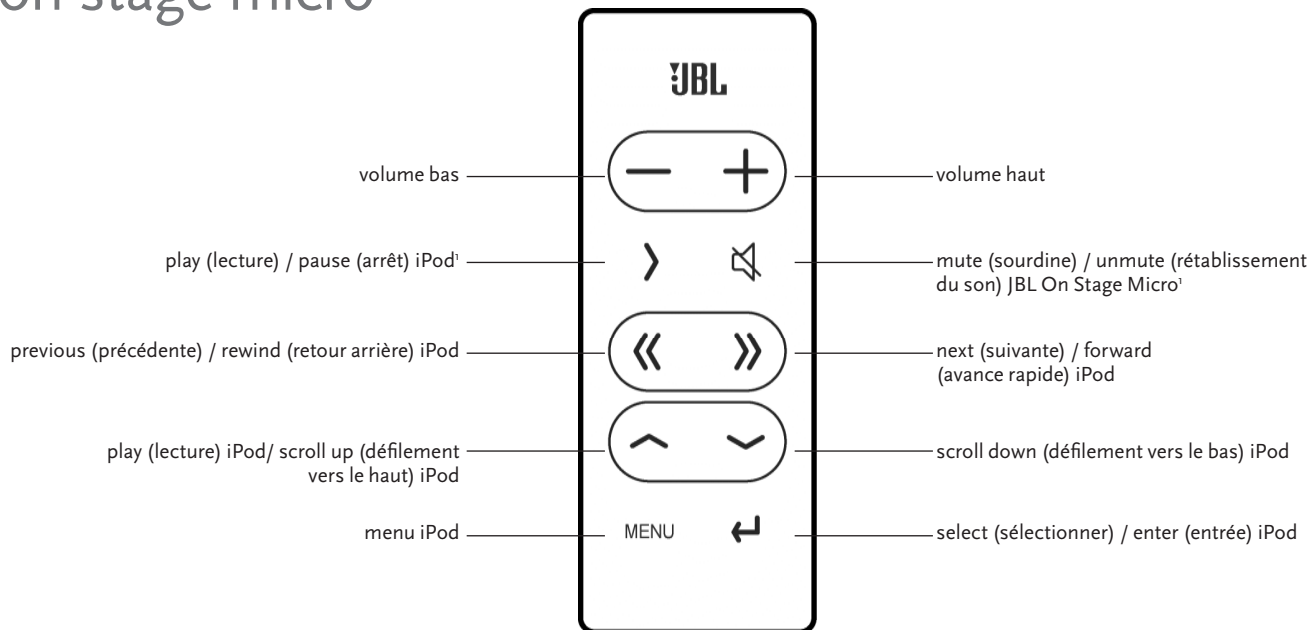 on stage micro
JBL
volume bas
volume haut
play (lecture) / pause (arrêt) iPod¹
mute (sourdine) / unmute (rétablissement
du son) JBL On Stage Micro¹
previous (précédente) / rewind (retour arrière) iPod
next (suivante) / forward
(avance rapide) iPod
play (lecture) iPod/ scroll up (défilement
vers le haut) iPod
scroll down (défilement vers le bas) iPod
menu iPod
MENU
select (sélectionner) / enter (entrée) iPod